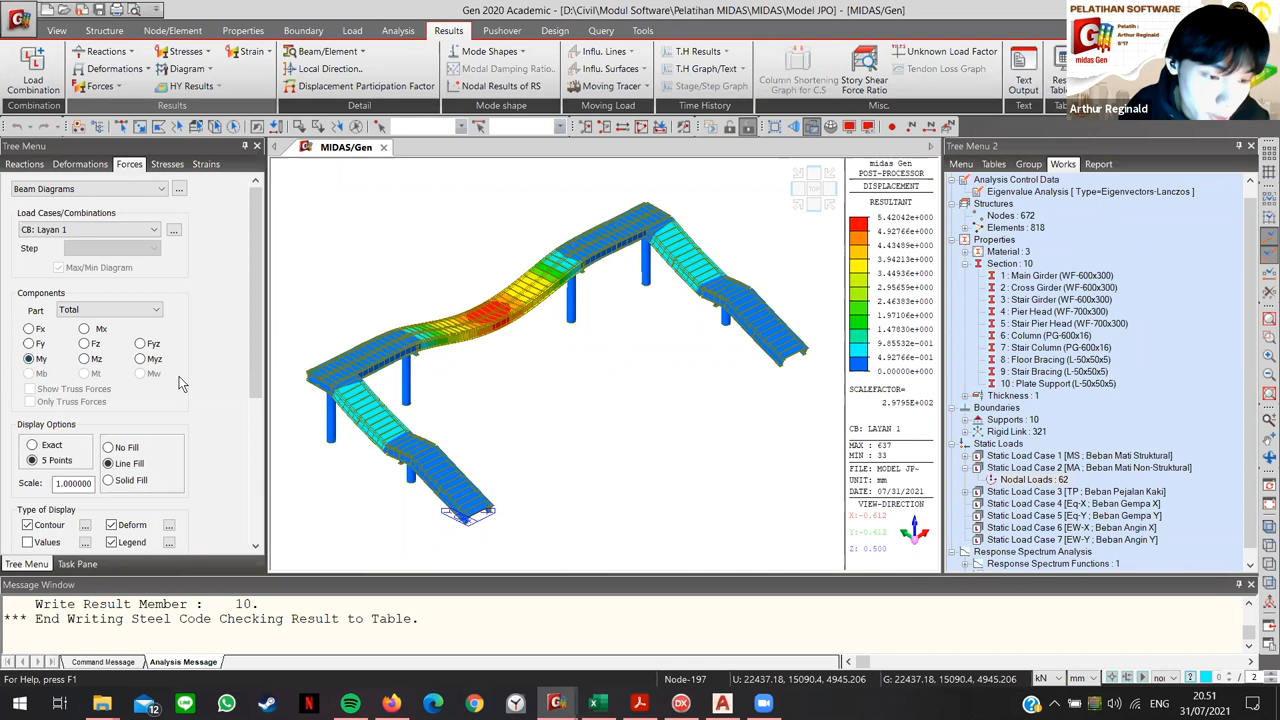 Gen 2020 Academic - [D:\Civil\Modul Software\Pelatihan MIDAS\MIDAS\Model JPO] - [MIDAS/Gen]
View Structure Node/Element Properties Boundary Load Analysis Results Pushover Design Query Tools
Load Combination
Combination
Reactions
Deformations
Forces
Stresses
Diagram
HY Results
Strain
Results
Beam/Element
Local Direction...
Displacement Participation Factor
Detail
Mode Shapes
Modal Damping Ratio...
Nodal Results of RS
Mode shape
Influ. Lines
Influ. Surfaces
Moving Tracer
Moving Load
T.H Results
T.H Graph/Text
Stage/Step Graph
Time History
Column Shortening Graph for C.S
Story Shear Force Ratio
Unknown Load Factor
Tendon Loss Graph
Misc.
Text Output
Text
PELATIHAN SOFTWARE
Pelatih :
Arthur Reginald
S'17
midas Gen
Arthur Reginald
Tree Menu
Reactions Deformations Forces Stresses Strains
Beam Diagrams
Load Cases/Combinations
CB: Layan 1
Step
Max/Min Diagram
Components
Part Total
Fx Mx
Fy Fz Fyz
My Mz Myz
Mb Mt Mw
Show Truss Forces
Only Truss Forces
Display Options
Exact No Fill
5 Points Line Fill
Solid Fill
Scale: 1.000000
Type of Display
Contour ... Deform ...
Values ... Legend ...
Tree Menu Task Pane
MIDAS/Gen
TOP
midas Gen
POST-PROCESSOR
DISPLACEMENT
RESULTANT
5.42042e+000
4.92766e+000
4.43489e+000
3.94213e+000
3.44936e+000
2.95659e+000
2.46383e+000
1.97106e+000
1.47830e+000
9.85532e-001
4.92766e-001
0.00000e+000
SCALEFACTOR=
2.9795E+002
CB: LAYAN 1
MAX : 637
MIN : 33
FILE: MODEL JP~
UNIT: mm
DATE: 07/31/2021
VIEW-DIRECTION
X:-0.612
Y:-0.612
Z: 0.500
Tree Menu 2
Menu Tables Group Works Report
Analysis Control Data
Eigenvalue Analysis [ Type=Eigenvectors-Lanczos ]
Structures
Nodes : 672
Elements : 818
Properties
Material : 3
Section : 10
1 : Main Girder (WF-600x300)
2 : Cross Girder (WF-600x300)
3 : Stair Girder (WF-600x300)
4 : Pier Head (WF-700x300)
5 : Stair Pier Head (WF-700x300)
6 : Column (PG-600x16)
7 : Stair Column (PG-600x16)
8 : Floor Bracing (L-50x50x5)
9 : Stair Bracing (L-50x50x5)
10 : Plate Support (L-50x50x5)
Thickness : 1
Boundaries
Supports : 10
Rigid Link : 321
Static Loads
Static Load Case 1 [MS ; Beban Mati Struktural]
Static Load Case 2 [MA ; Beban Mati Non-Struktural]
Nodal Loads : 62
Static Load Case 3 [TP ; Beban Pejalan Kaki]
Static Load Case 4 [Eq-X ; Beban Gempa X]
Static Load Case 5 [Eq-Y ; Beban Gempa Y]
Static Load Case 6 [EW-X ; Beban Angin X]
Static Load Case 7 [EW-Y ; Beban Angin Y]
Response Spectrum Analysis
Response Spectrum Functions : 1
Message Window
Write Result Member : 10.
*** End Writing Steel Code Checking Result to Table.
Command Message Analysis Message
For Help, press F1
Node-197
U: 22437.18, 15090.4, 4945.206
G: 22437.18, 15090.4, 4945.206
kN
mm
2
12
ENG
20.51
31/07/2021